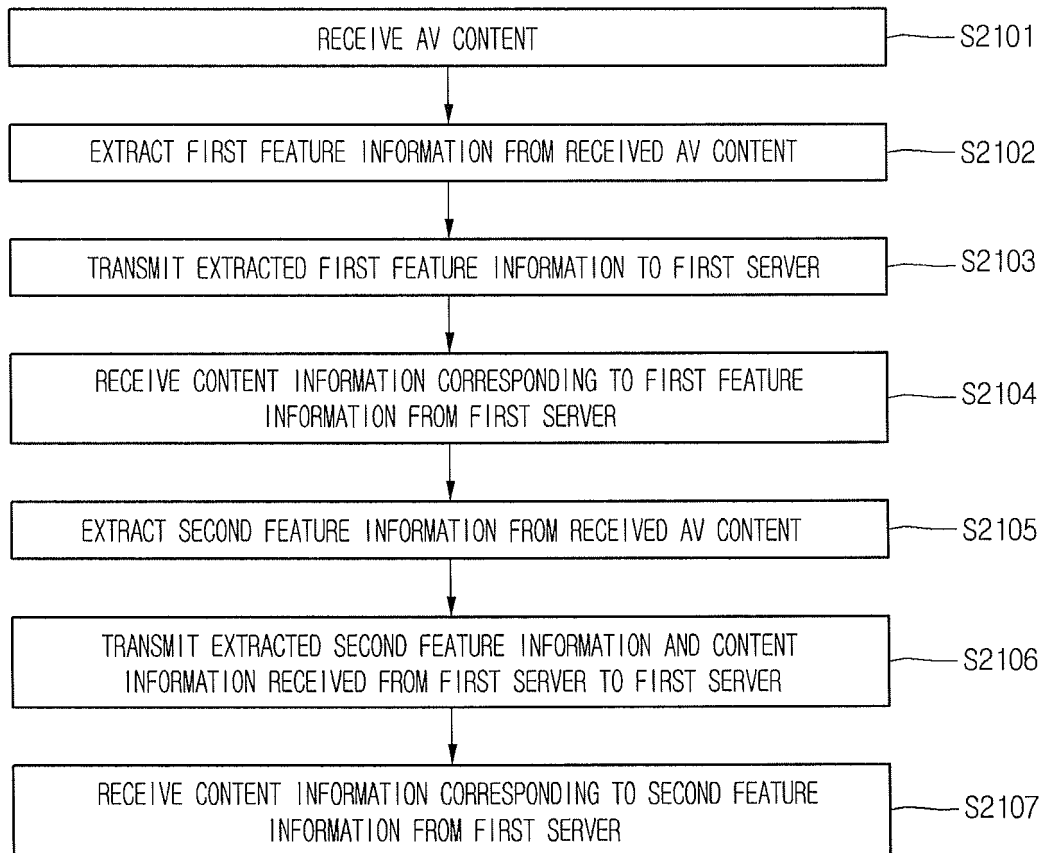 RECEIVE AV CONTENT
S2101
EXTRACT FIRST FEATURE INFORMATION FROM RECEIVED AV CONTENT
S2102
TRANSMIT EXTRACTED FIRST FEATURE INFORMATION TO FIRST SERVER
S2103
RECEIVE CONTENT INFORMATION CORRESPONDING TO FIRST FEATURE
INFORMATION FROM FIRST SERVER
S2104
EXTRACT SECOND FEATURE INFORMATION FROM RECEIVED AV CONTENT
S2105
TRANSMIT EXTRACTED SECOND FEATURE INFORMATION AND CONTENT
INFORMATION RECEIVED FROM FIRST SERVER TO FIRST SERVER
S2106
RECEIVE CONTENT INFORMATION CORRESPONDING TO SECOND FEATURE
INFORMATION FROM FIRST SERVER
S2107